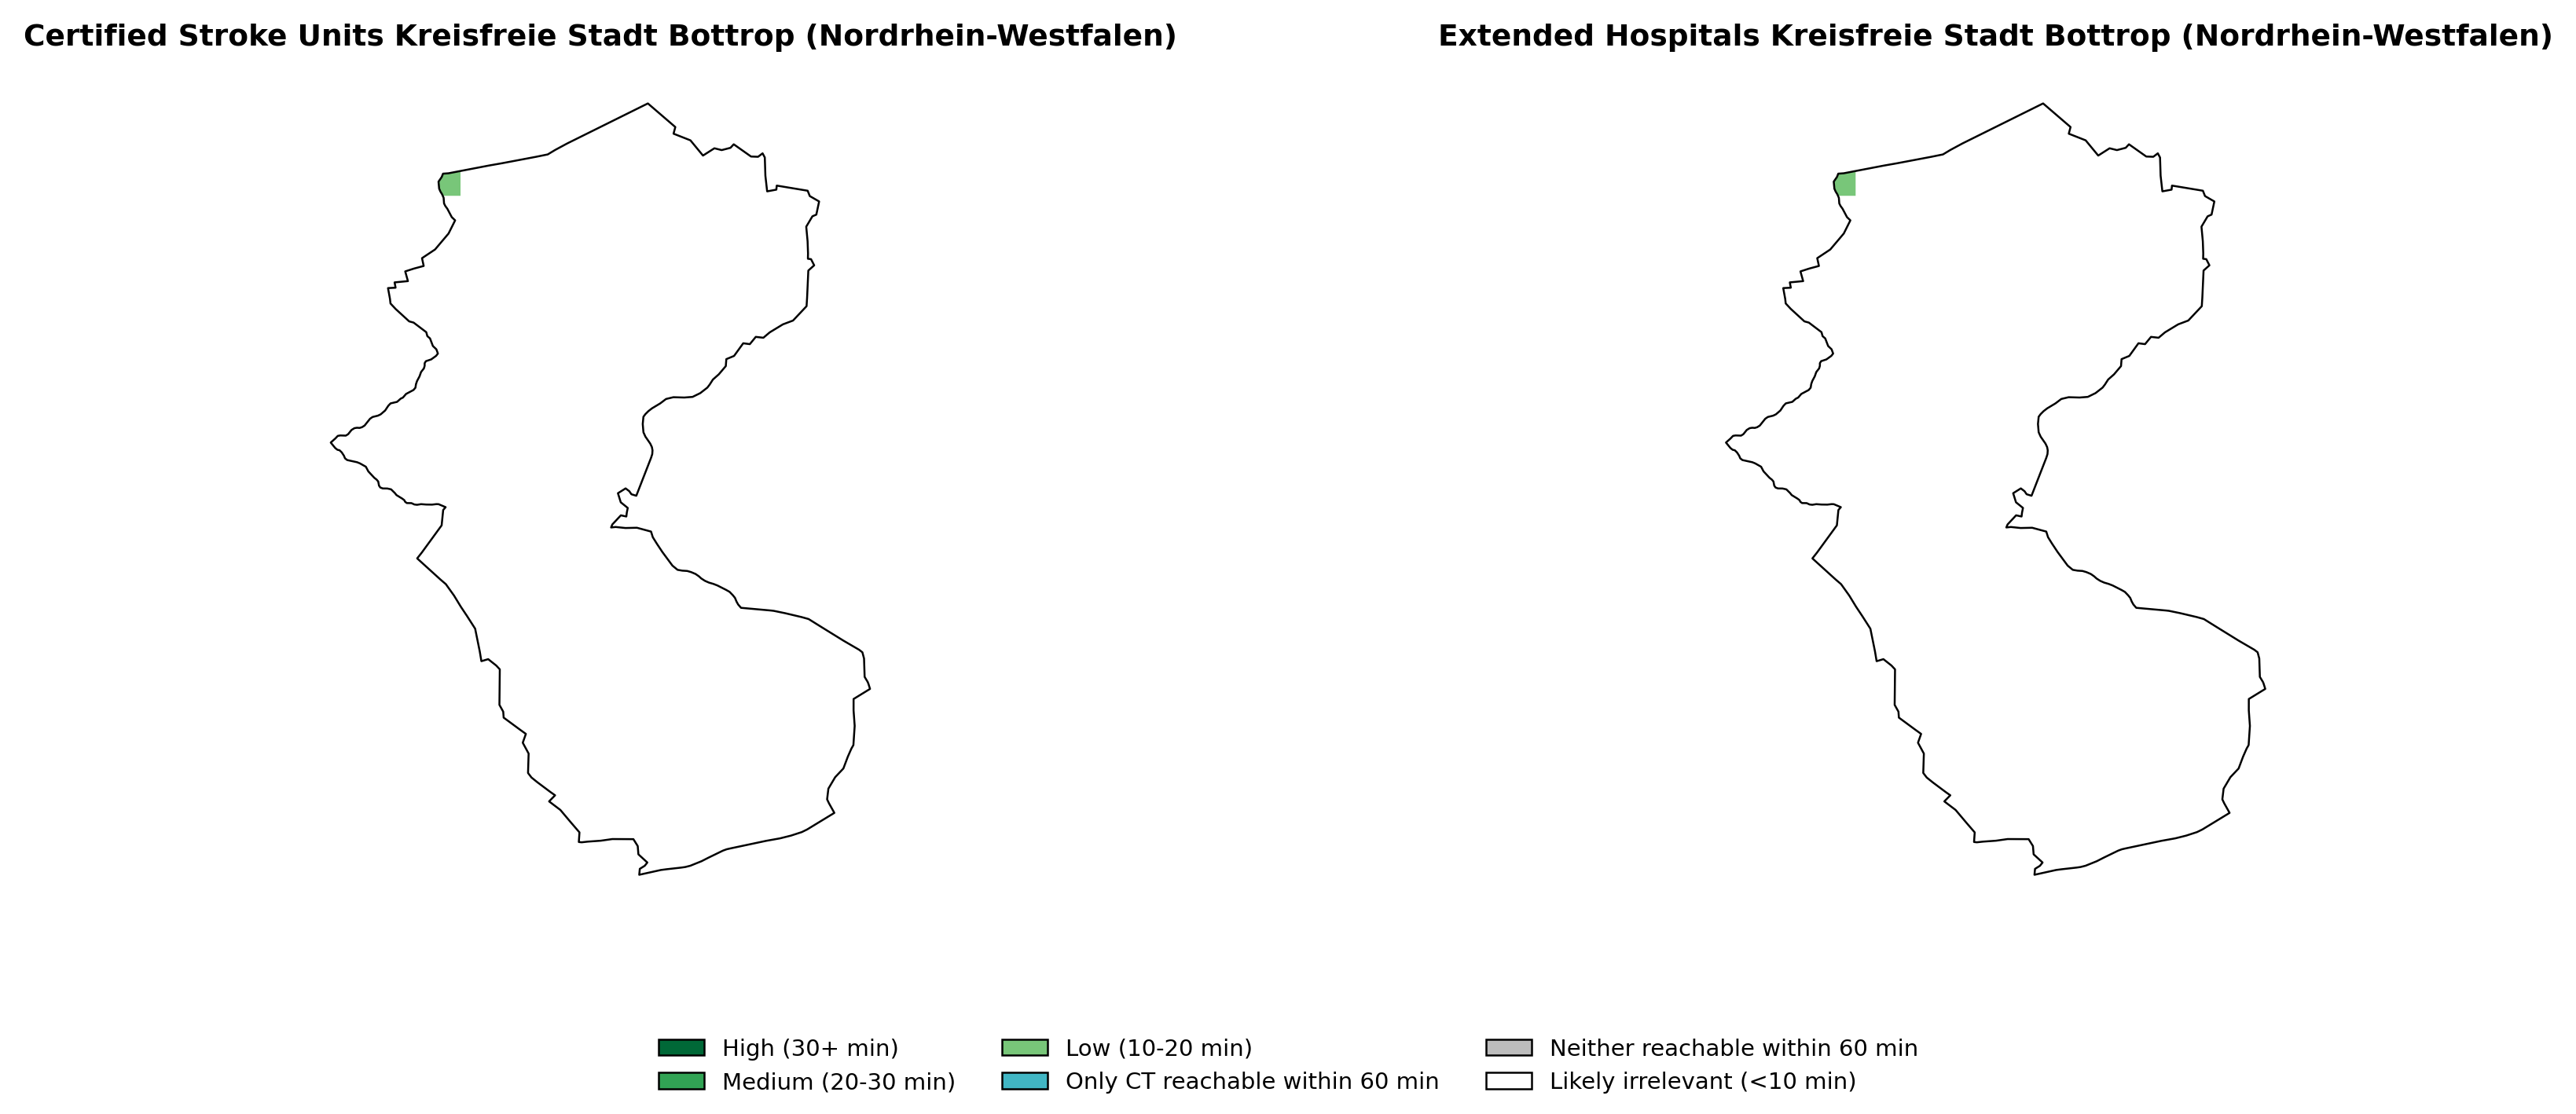 Certified Stroke Units Kreisfreie Stadt Bottrop (Nordrhein-Westfalen)
Extended Hospitals Kreisfreie Stadt Bottrop (Nordrhein-Westfalen)
High (30+ min)
Medium (20-30 min)
Low (10-20 min)
Only CT reachable within 60 min
Neither reachable within 60 min
Likely irrelevant (<10 min)